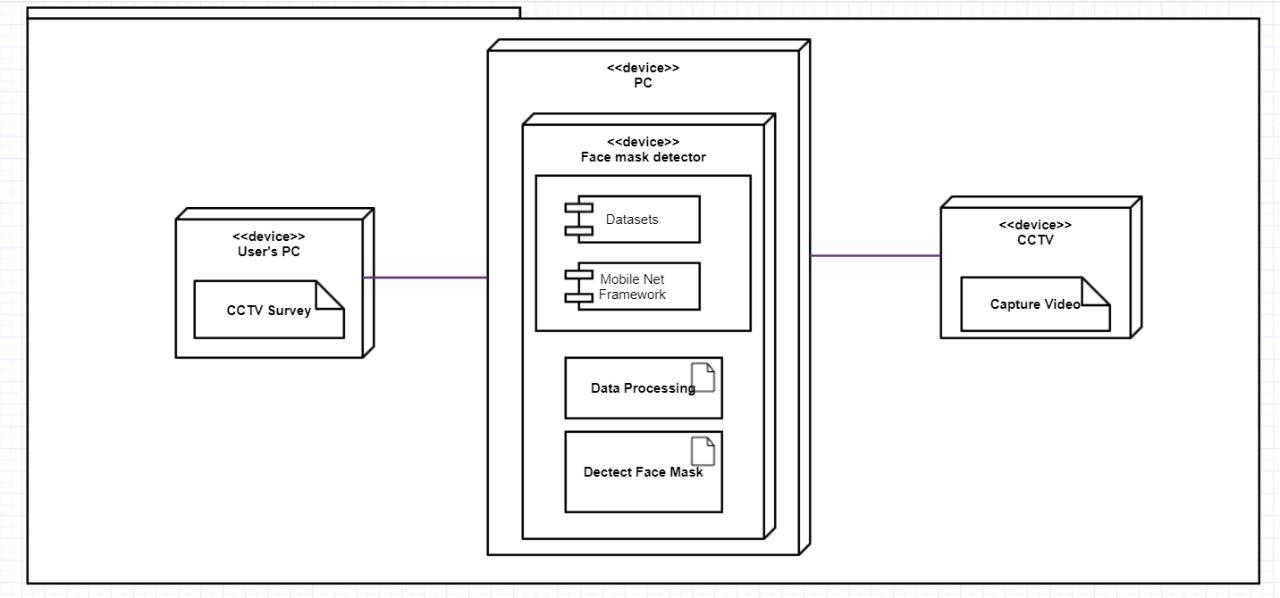 <<device>>
PC
<<device>>
Face mask detector
Datasets
Mobile Net
Framework
Data Processing
Dectect Face Mask
<<device>>
User's PC
CCTV Survey
<<device>>
CCTV
Capture Video